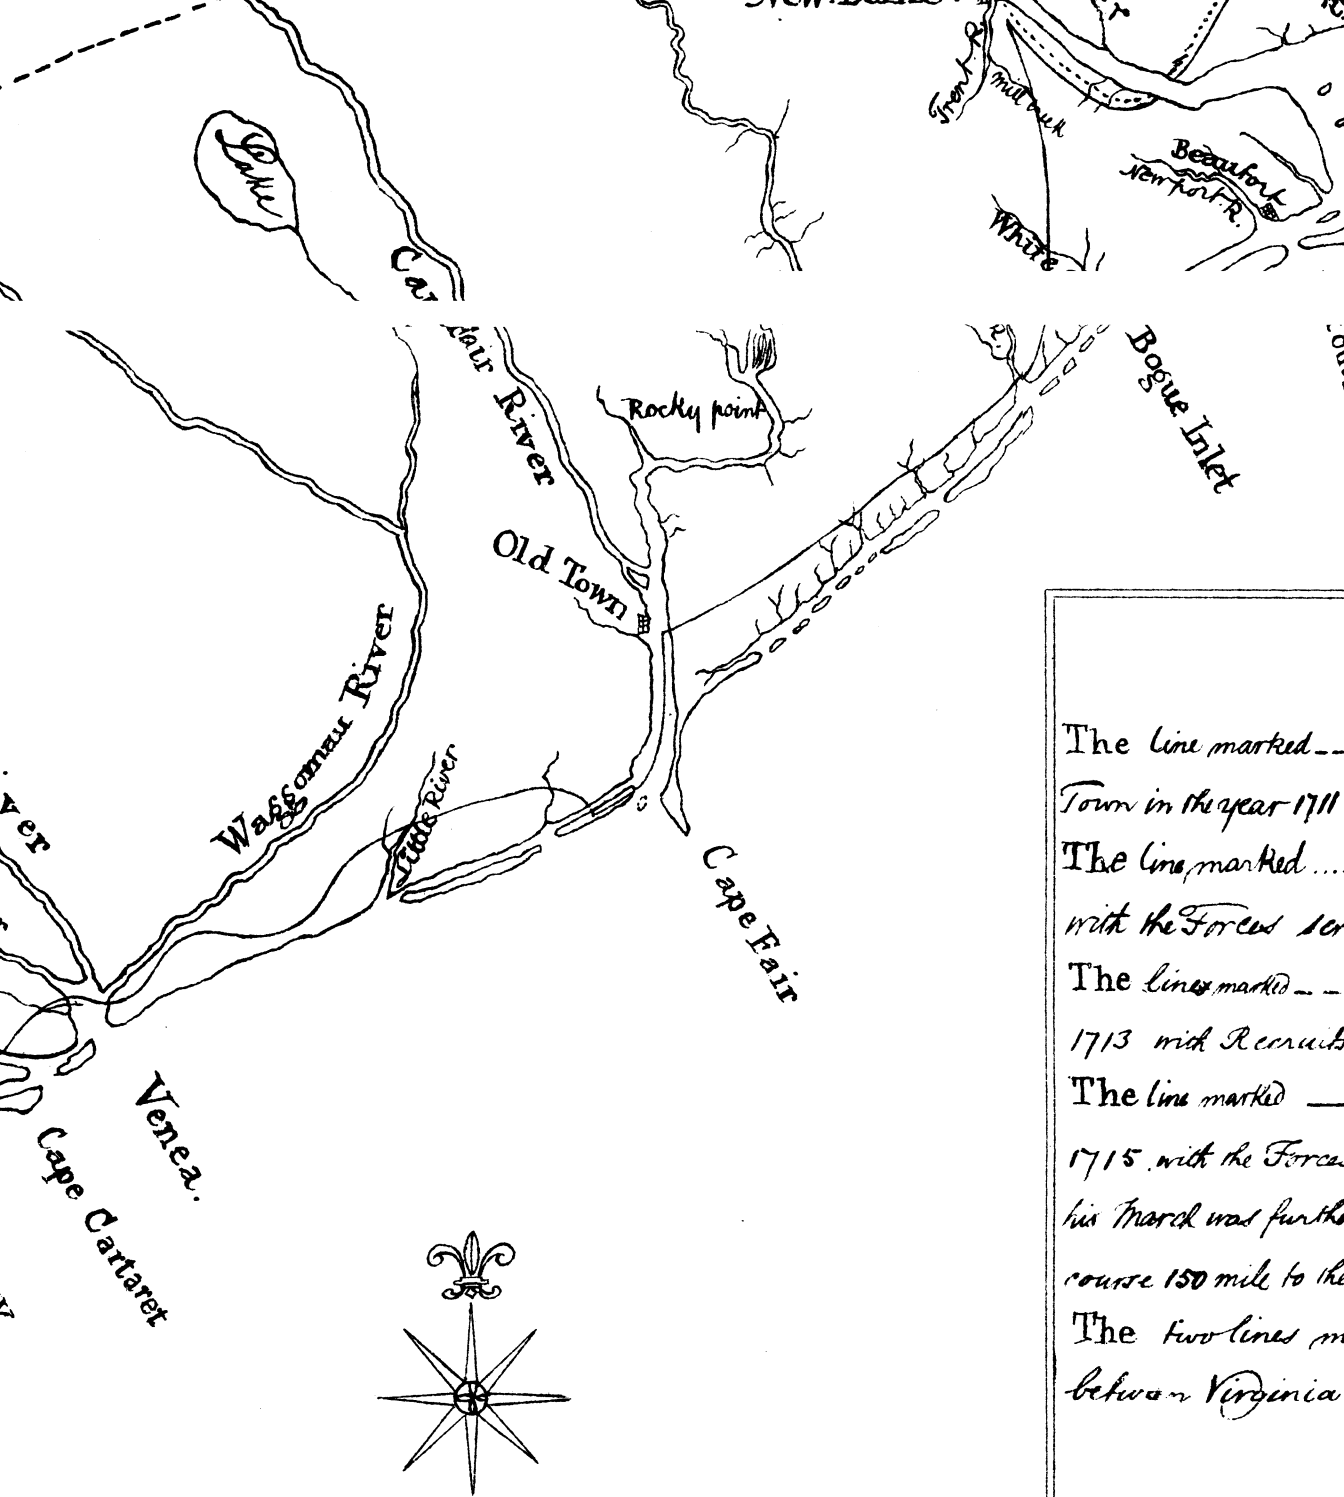 Trent R.
mill creek
Lake
Beaufort
Newport R.
White
Cape Fair River
Rocky point
Bogue Inlet
Old Town
Waggomau River
Little River
ver
Cape Fair
Venea.
Cape Cartaret
The line marked
Town in the year 1711
The line marked ....
with the Forces
The lines marked
1713 with Recruits
The line marked
1715 with the Forces
his March was
course 150 mile to the
The two lines
between Virginia